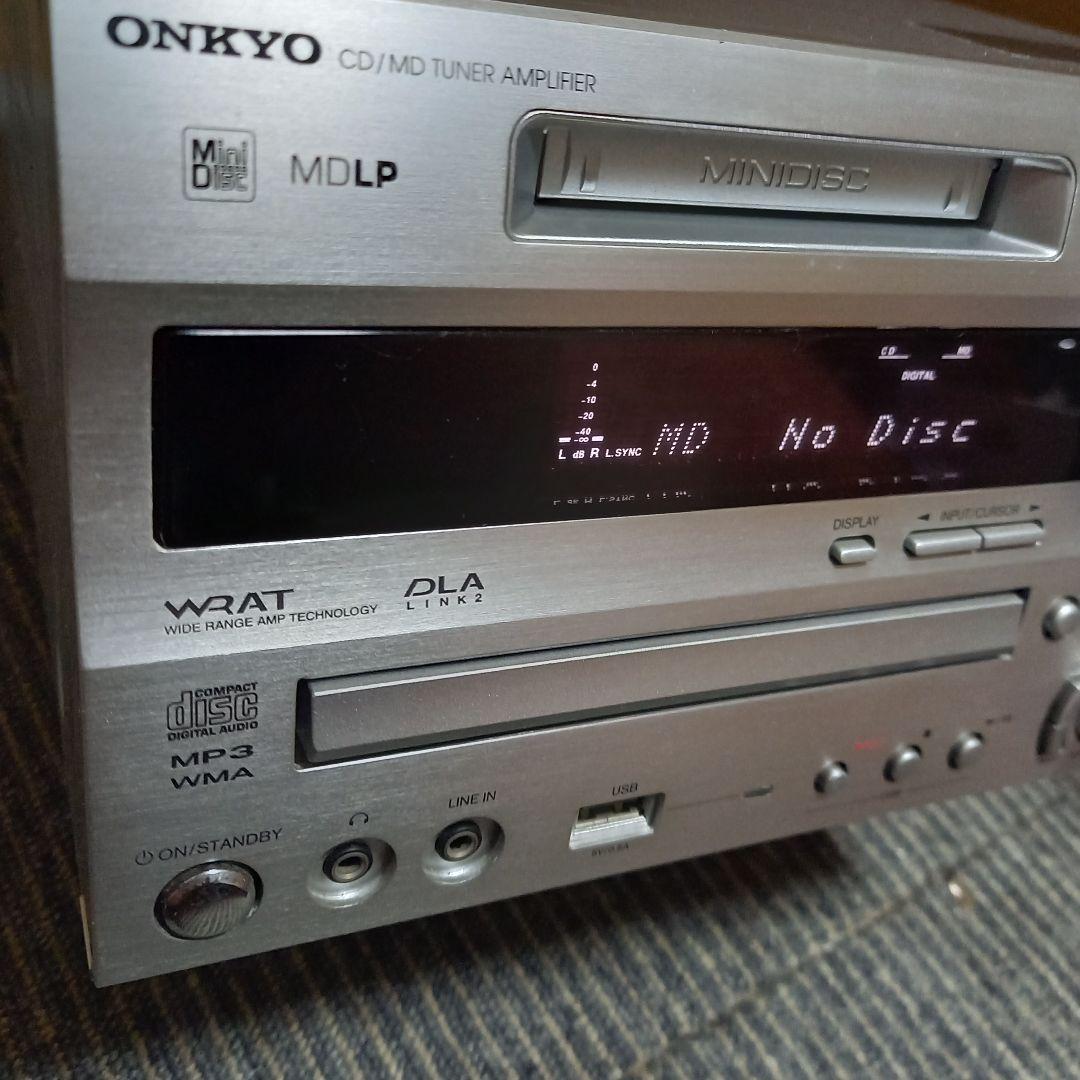 ONKYO CD/MD TUNER AMPLIFIER
Mini Disc
MDLP
MINIDISC
CD MD
DIGITAL
0
-4
-10
-20
-40
-∞
L dB R L.SYNC
MD No Disc
DISPLAY
◄ INPUT/CURSOR ►
WRAT
WIDE RANGE AMP TECHNOLOGY
DLA
LINK2
COMPACT
disc
DIGITAL AUDIO
MP3
WMA
ON/STANDBY
LINE IN
USB